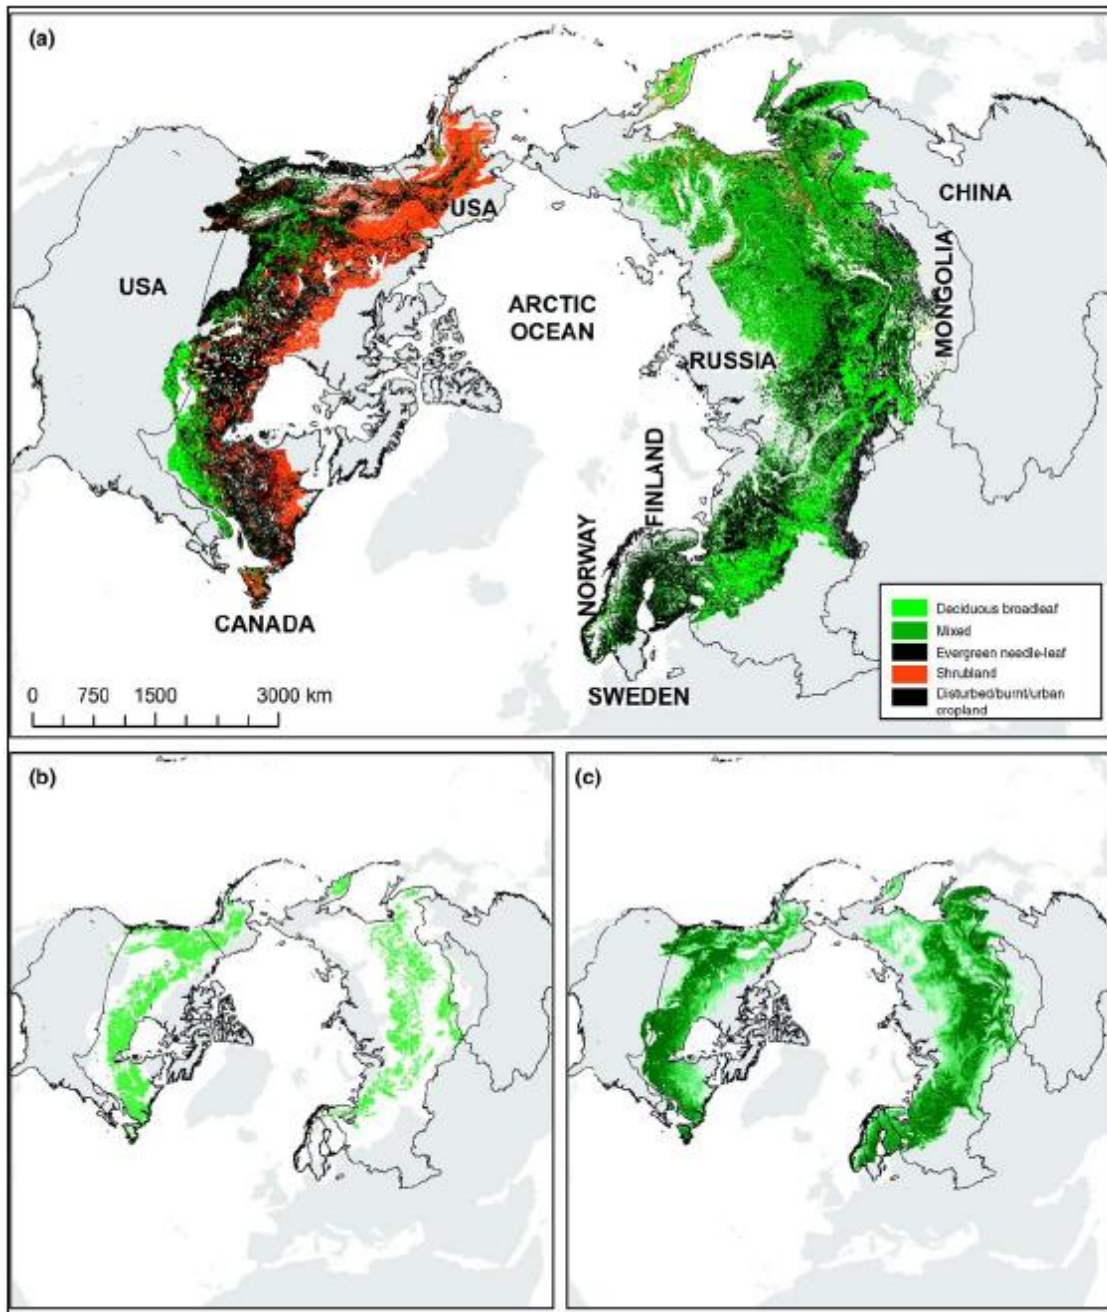 (a)
CHINA
USA
USA
MONGOLIA
ARCTIC
OCEAN
RUSSIA
FINLAND
NORWAY
CANADA
SWEDEN
0 750 1500 3000 km
Deciduous broadleaf
Mixed
Evergreen needle-leaf
Shrubland
Disturbed/burnt/urban
cropland
(b)
(c)